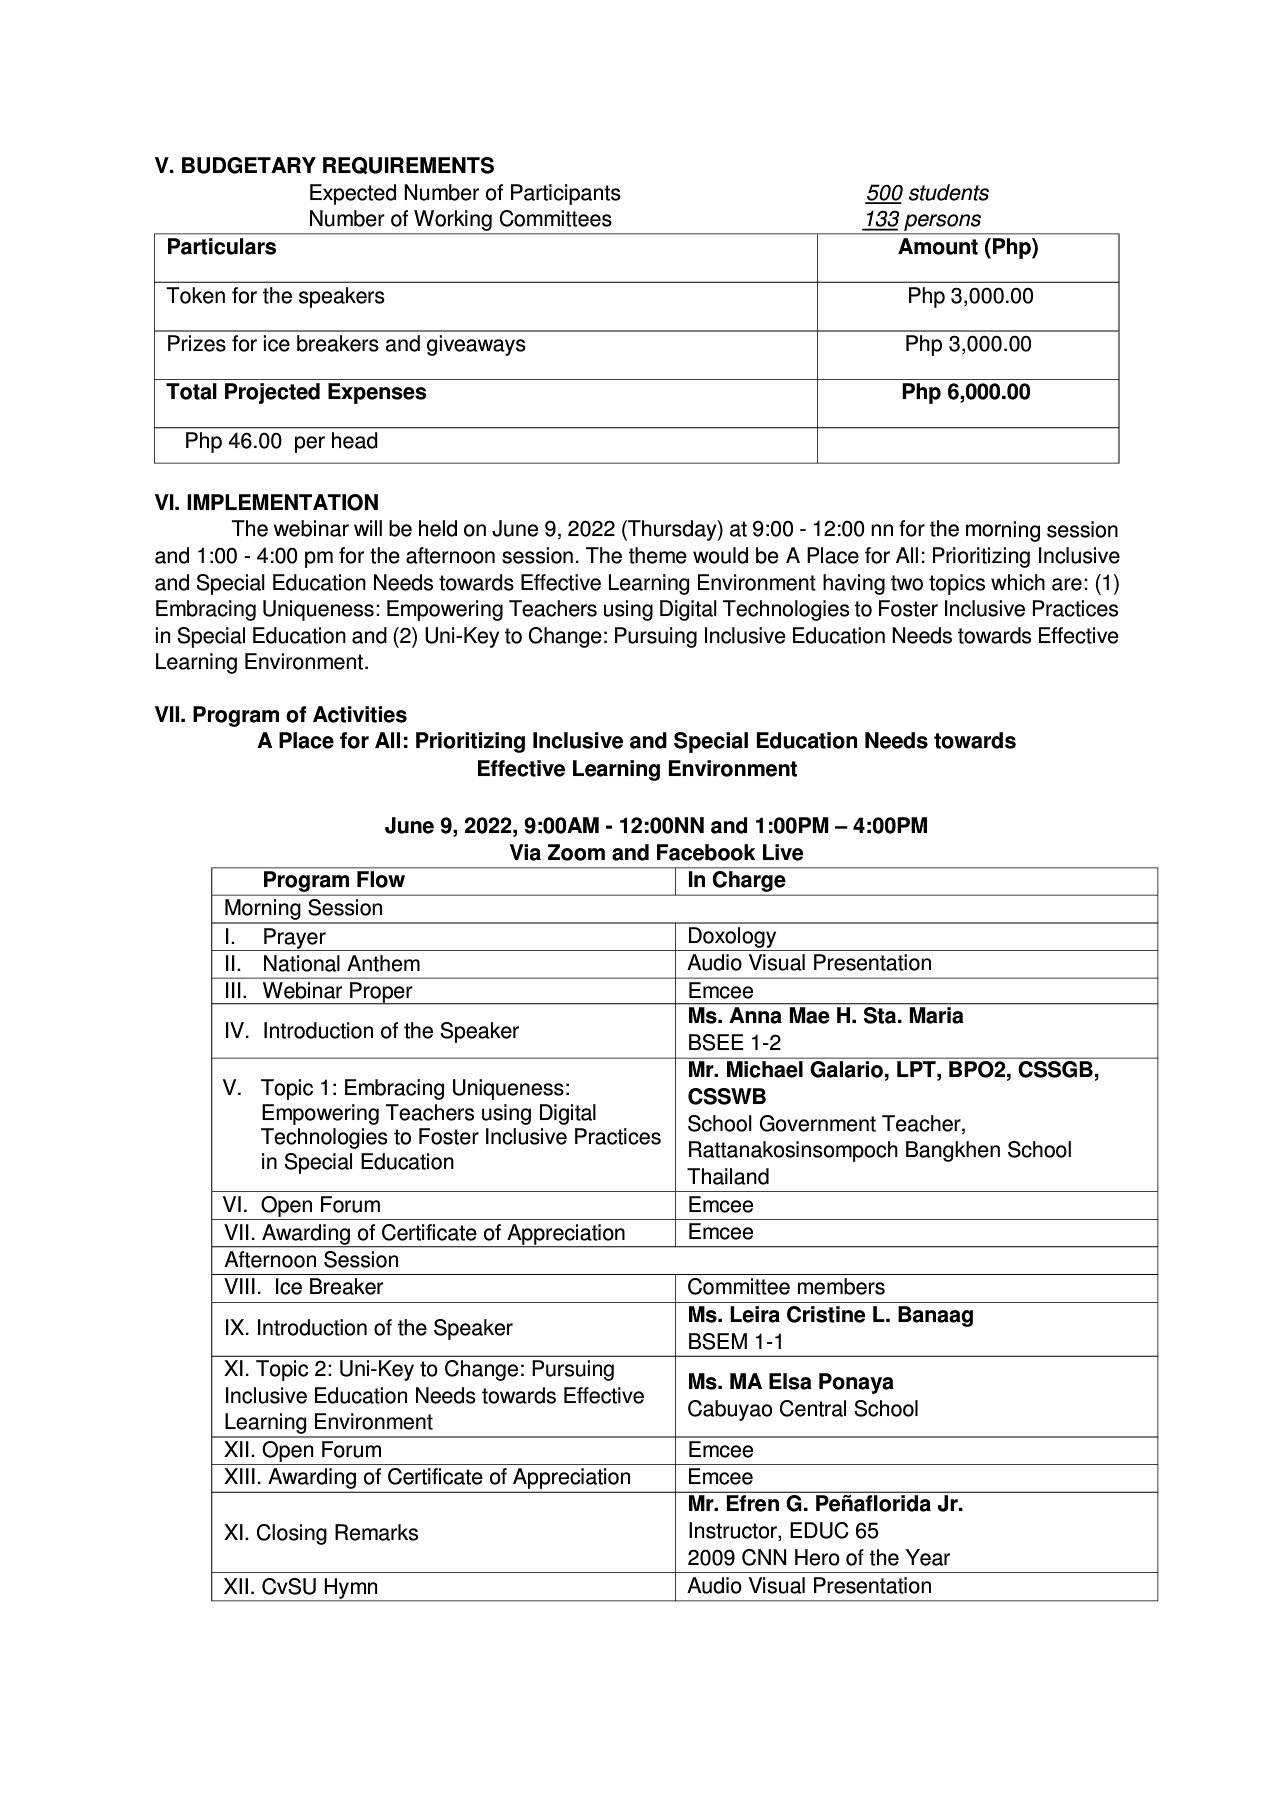 V. BUDGETARY REQUIREMENTS
Expected Number of Participants 500 students
Number of Working Committees 133 persons
Particulars Amount (Php)
Token for the speakers Php 3,000.00
Prizes for ice breakers and giveaways Php 3,000.00
Total Projected Expenses Php 6,000.00
Php 46.00 per head
VI. IMPLEMENTATION
The webinar will be held on June 9, 2022 (Thursday) at 9:00 - 12:00 nn for the morning session
and 1:00 - 4:00 pm for the afternoon session. The theme would be A Place for All: Prioritizing Inclusive
and Special Education Needs towards Effective Learning Environment having two topics which are: (1)
Embracing Uniqueness: Empowering Teachers using Digital Technologies to Foster Inclusive Practices
in Special Education and (2) Uni-Key to Change: Pursuing Inclusive Education Needs towards Effective
Learning Environment.
VII. Program of Activities
A Place for All: Prioritizing Inclusive and Special Education Needs towards
Effective Learning Environment
June 9, 2022, 9:00AM - 12:00NN and 1:00PM – 4:00PM
Via Zoom and Facebook Live
Program Flow In Charge
Morning Session
I. Prayer Doxology
II. National Anthem Audio Visual Presentation
III. Webinar Proper Emcee
IV. Introduction of the Speaker
Ms. Anna Mae H. Sta. Maria
BSEE 1-2
V. Topic 1: Embracing Uniqueness:
Empowering Teachers using Digital
Technologies to Foster Inclusive Practices
in Special Education
Mr. Michael Galario, LPT, BPO2, CSSGB,
CSSWB
School Government Teacher,
Rattanakosinsompoch Bangkhen School
Thailand
VI. Open Forum Emcee
VII. Awarding of Certificate of Appreciation Emcee
Afternoon Session
VIII. Ice Breaker Committee members
IX. Introduction of the Speaker
Ms. Leira Cristine L. Banaag
BSEM 1-1
XI. Topic 2: Uni-Key to Change: Pursuing
Inclusive Education Needs towards Effective
Learning Environment
Ms. MA Elsa Ponaya
Cabuyao Central School
XII. Open Forum Emcee
XIII. Awarding of Certificate of Appreciation Emcee
XI. Closing Remarks
Mr. Efren G. Peñaflorida Jr.
Instructor, EDUC 65
2009 CNN Hero of the Year
XII. CvSU Hymn Audio Visual Presentation